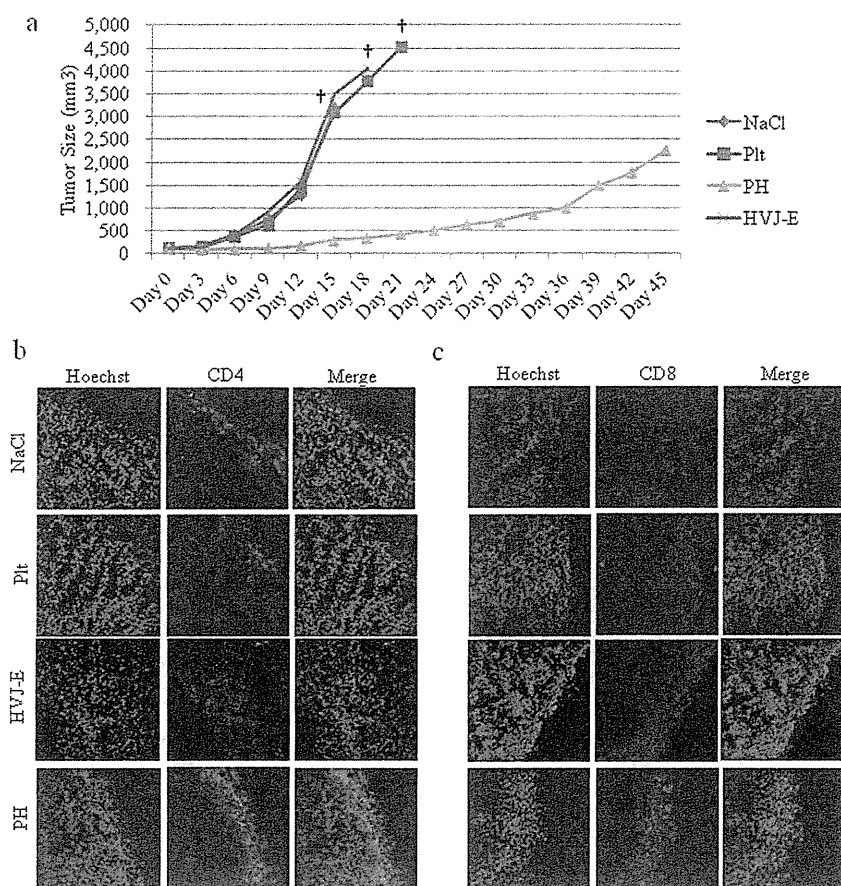 a
Tumor Size (mm3)
5,000
4,500
4,000
3,500
3,000
2,500
2,000
1,500
1,000
500
0
†
†
†
Day 0
Day 3
Day 6
Day 9
Day 12
Day 15
Day 18
Day 21
Day 24
Day 27
Day 30
Day 33
Day 36
Day 39
Day 42
Day 45
NaCl
Plt
PH
HVJ-E
b
Hoechst
CD4
Merge
NaCl
Plt
HVJ-E
PH
c
Hoechst
CD8
Merge